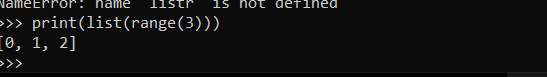 NameError: name 'listr' is not defined
>>> print(list(range(3)))
[0, 1, 2]
>>>